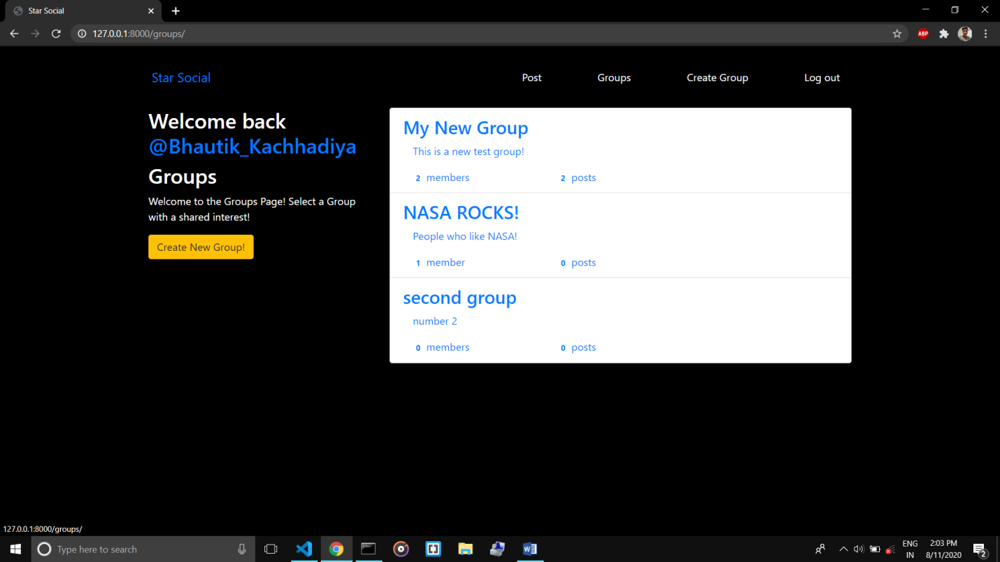 Star Social
127.0.0.1:8000/groups/
ABP
Star Social
Post
Groups
Create Group
Log out
Welcome back
@Bhautik_Kachhadiya
Groups
Welcome to the Groups Page! Select a Group
with a shared interest!
Create New Group!
My New Group
This is a new test group!
2 members 2 posts
NASA ROCKS!
People who like NASA!
1 member 0 posts
second group
number 2
0 members 0 posts
127.0.0.1:8000/groups/
Type here to search
W
ENG
IN
2:03 PM
8/11/2020
2